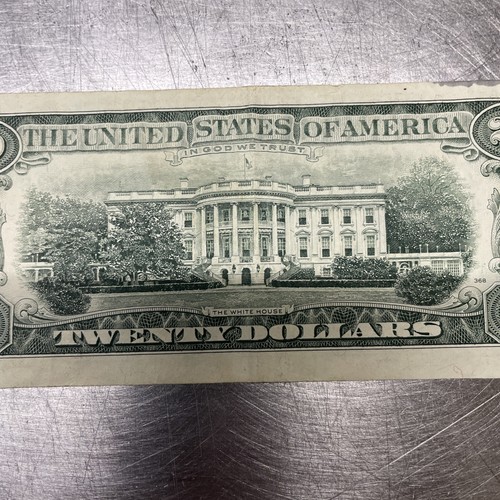 THE UNITED STATES OF AMERICA
IN GOD WE TRUST
THE WHITE HOUSE
368
TWENTY DOLLARS